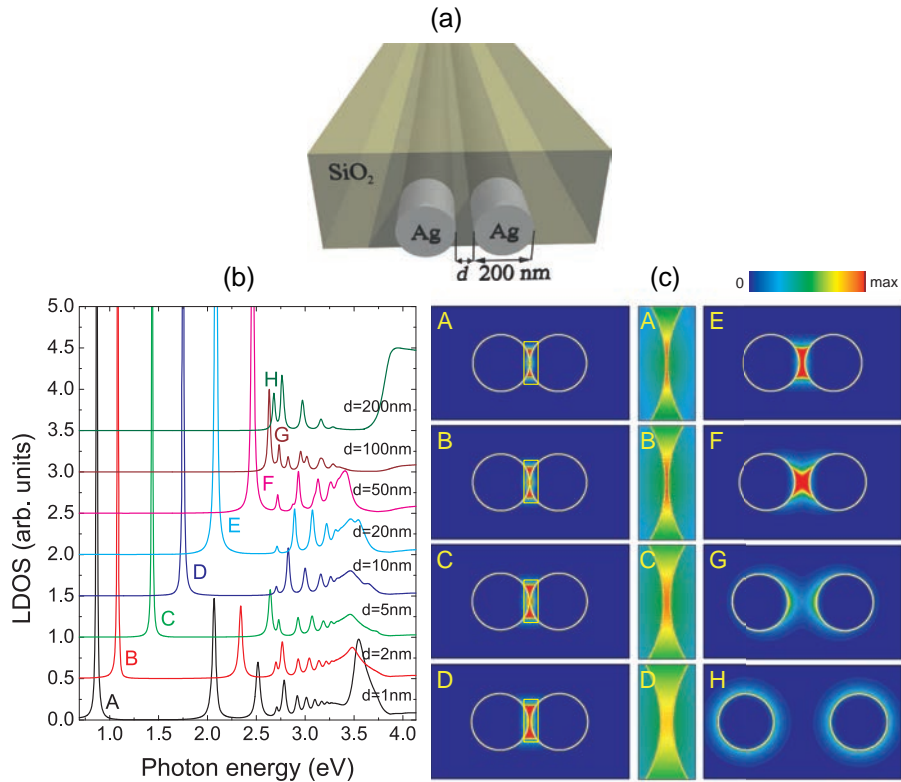 (a)
SiO2
Ag
Ag
d
200 nm
(b)
(c)
0
max
LDOS (arb. units)
5.0
4.5
4.0
3.5
3.0
2.5
2.0
1.5
1.0
0.5
0.0
H
d=200nm
G
d=100nm
F
d=50nm
E
d=20nm
D
d=10nm
C
d=5nm
B
d=2nm
A
d=1nm
1.0 1.5 2.0 2.5 3.0 3.5 4.0
Photon energy (eV)
A
A
E
B
B
F
C
C
G
D
D
H